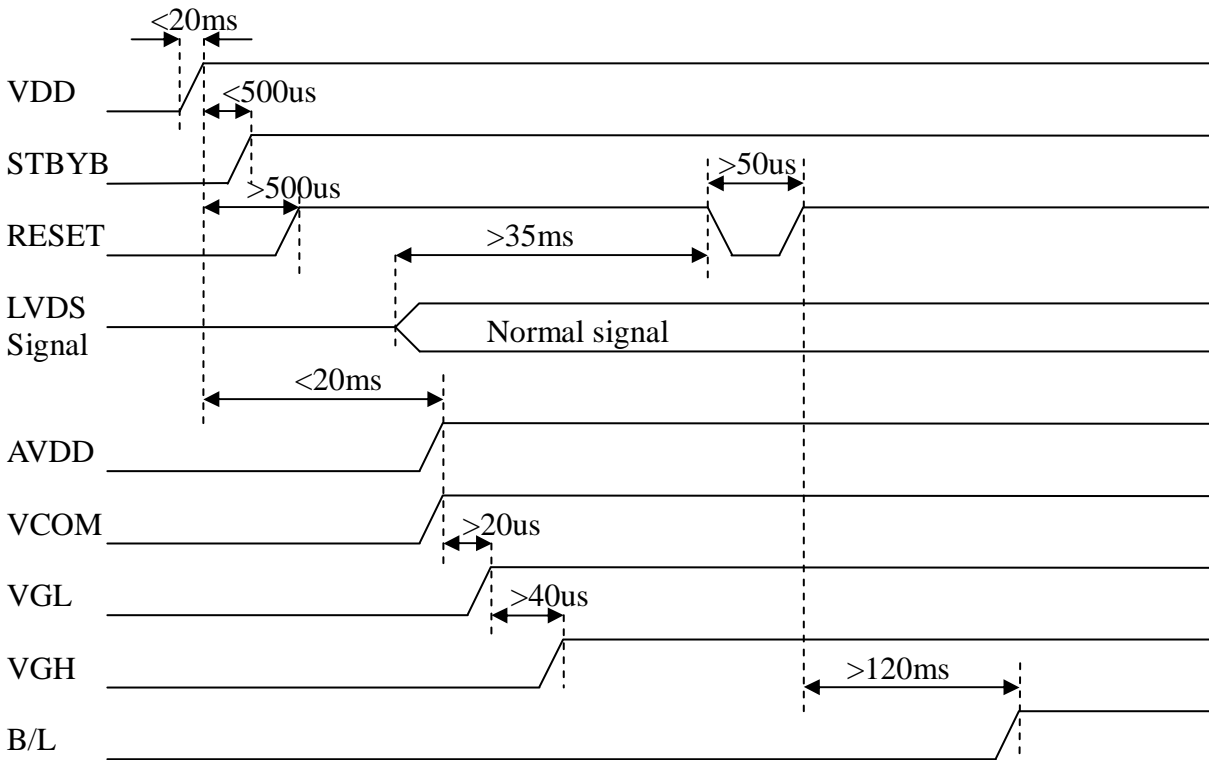 <20ms
VDD
<500us
STBYB
>50us
>500us
RESET
>35ms
LVDS
Signal
Normal signal
<20ms
AVDD
VCOM
>20us
VGL
>40us
VGH
>120ms
B/L